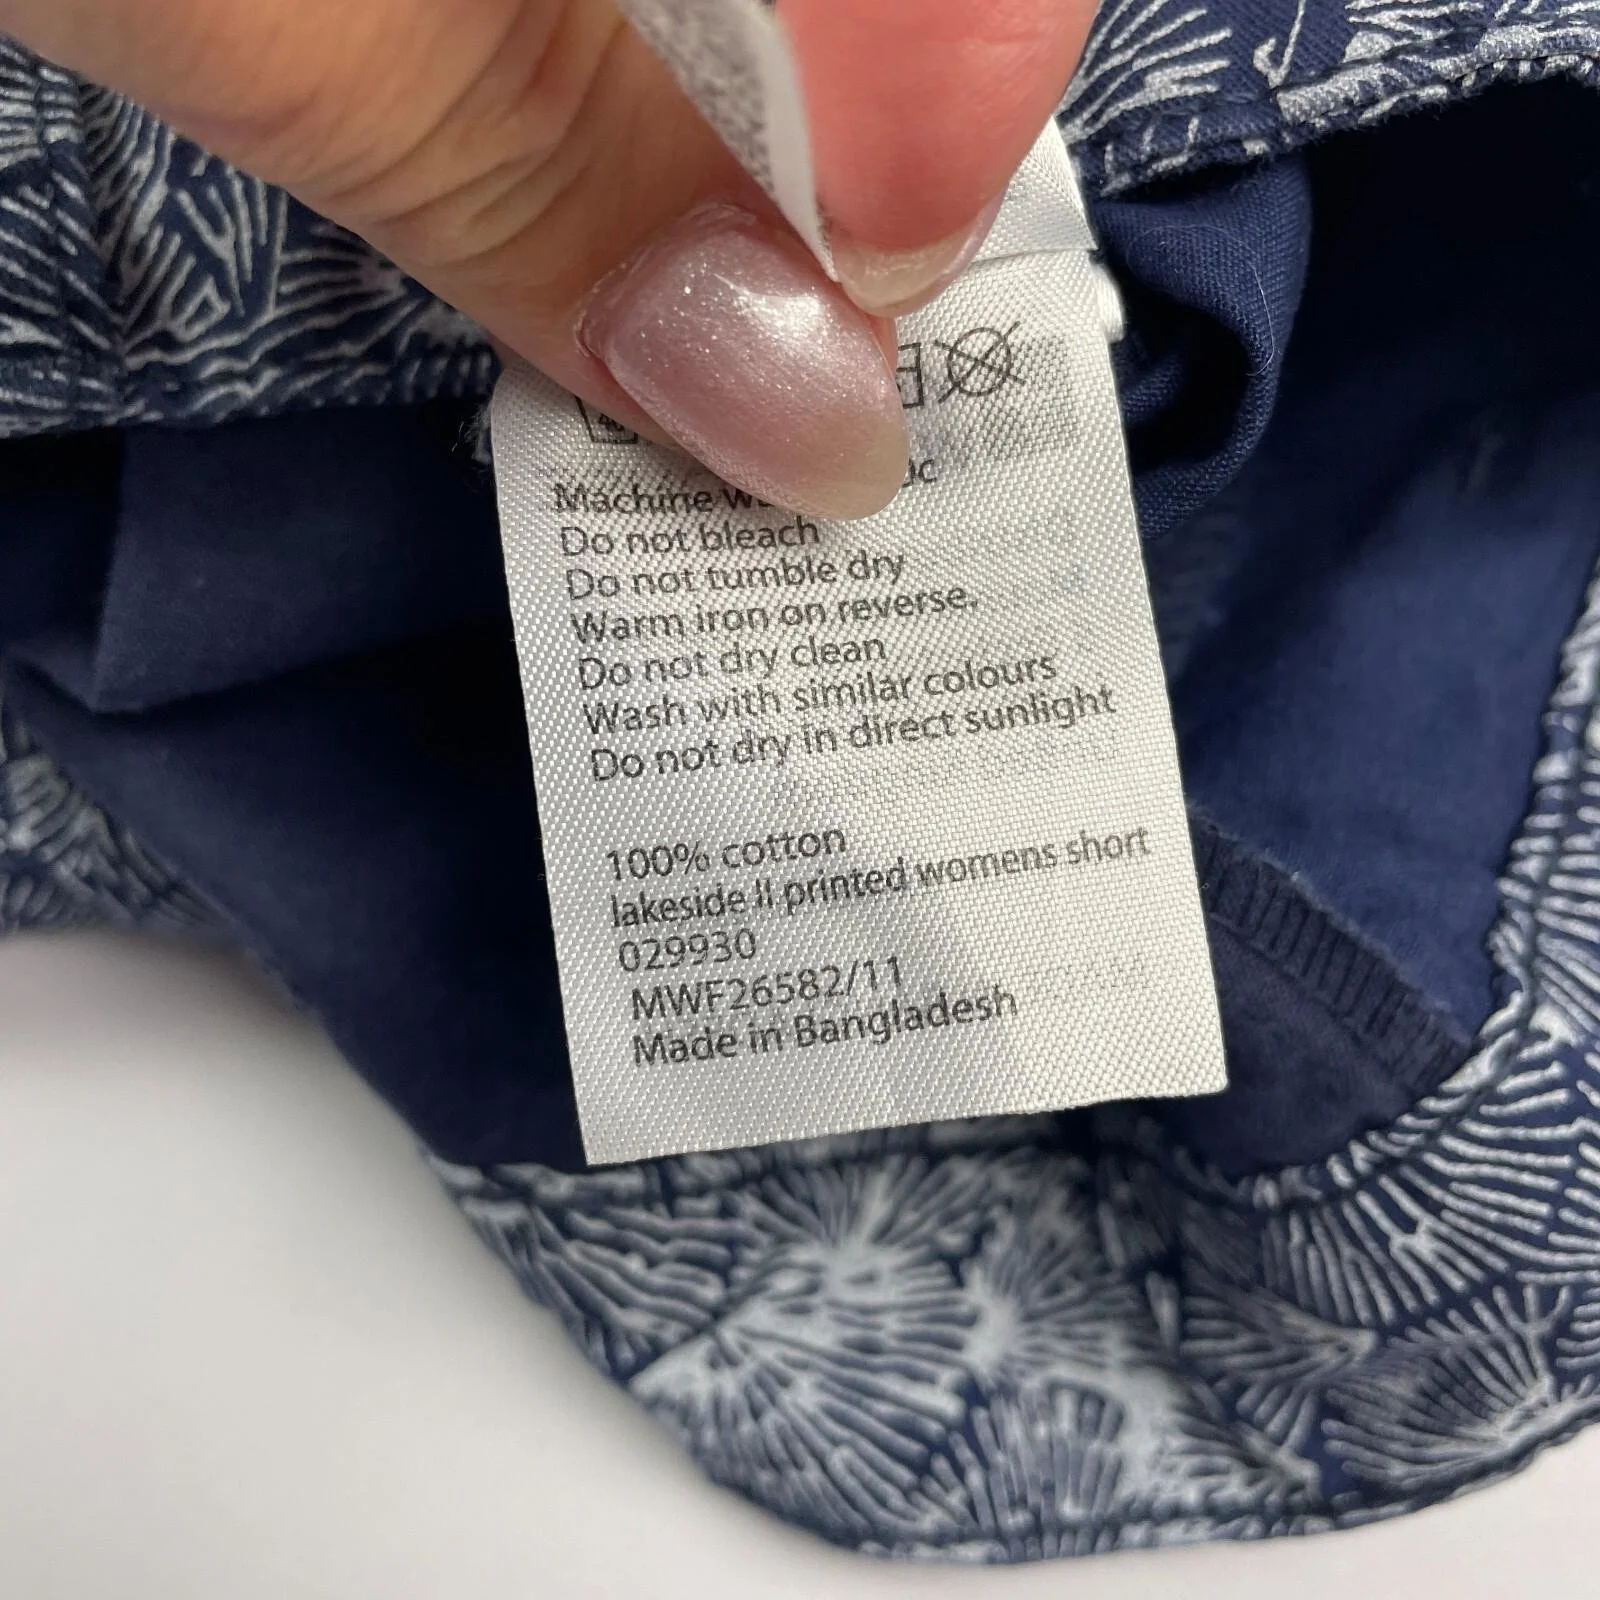 40
Machine
Do not bleach
Do not tumble dry
Warm iron on reverse.
Do not dry clean
Wash with similar colours
Do not dry in direct sunlight
100% cotton
lakeside II printed womens short
029930
MWF26582/11
Made in Bangladesh